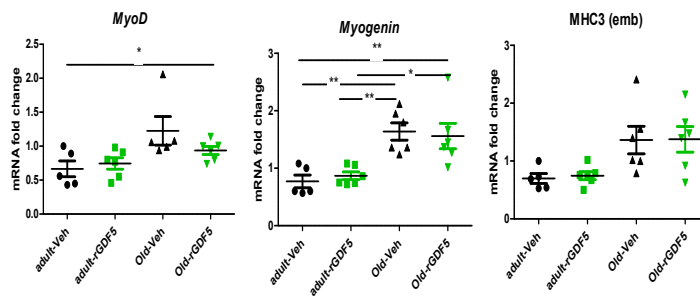 MyoD
mRNA fold change
2.5
2.0
1.5
1.0
0.5
0.0
*
adult-Veh
adult-rGDF5
Old-Veh
Old-rGDF5
Myogenin
mRNA fold change
3
2
1
0
**
**
*
**
adult-Veh
adult-rGDF5
Old-Veh
Old-rGDF5
MHC3 (emb)
mRNA fold change
3
2
1
0
adult-Veh
adult-rGDF5
Old-Veh
Old-rGDF5